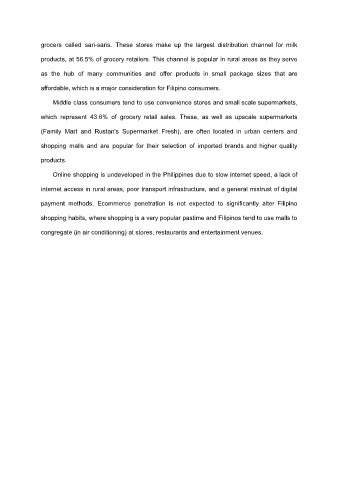 grocers called sari-saris. These stores make up the largest distribution channel for milk
products, at 56.5% of grocery retailers. This channel is popular in rural areas as they serve
as the hub of many communities and offer products in small package sizes that are
affordable, which is a major consideration for Filipino consumers.
Middle class consumers tend to use convenience stores and small scale supermarkets,
which represent 43.6% of grocery retail sales. These, as well as upscale supermarkets
(Family Mart and Rustan's Supermarket Fresh), are often located in urban centers and
shopping malls and are popular for their selection of imported brands and higher quality
products.
Online shopping is undeveloped in the Philippines due to slow internet speed, a lack of
internet access in rural areas, poor transport infrastructure, and a general mistrust of digital
payment methods. Ecommerce penetration is not expected to significantly alter Filipino
shopping habits, where shopping is a very popular pastime and Filipinos tend to use malls to
congregate (in air conditioning) at stores, restaurants and entertainment venues.